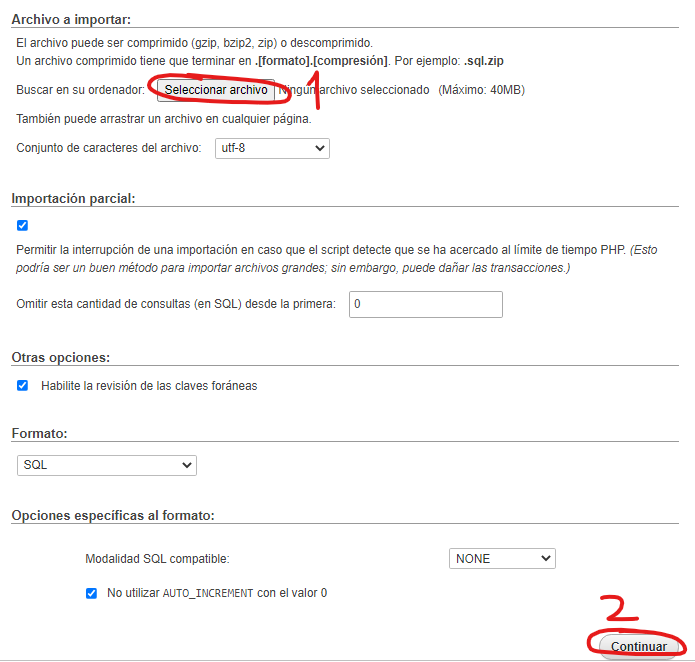 Archivo a importar:
El archivo puede ser comprimido (gzip, bzip2, zip) o descomprimido.
Un archivo comprimido tiene que terminar en .[formato].[compresión]. Por ejemplo: .sql.zip
Buscar en su ordenador: Seleccionar archivo Ningún archivo seleccionado (Máximo: 40MB)
1
También puede arrastrar un archivo en cualquier página.
Conjunto de caracteres del archivo: utf-8
Importación parcial:
Permitir la interrupción de una importación en caso que el script detecte que se ha acercado al límite de tiempo PHP. (Esto
podría ser un buen método para importar archivos grandes; sin embargo, puede dañar las transacciones.)
Omitir esta cantidad de consultas (en SQL) desde la primera: 0
Otras opciones:
Habilite la revisión de las claves foráneas
Formato:
SQL
Opciones específicas al formato:
Modalidad SQL compatible: NONE
No utilizar AUTO_INCREMENT con el valor 0
2
Continuar